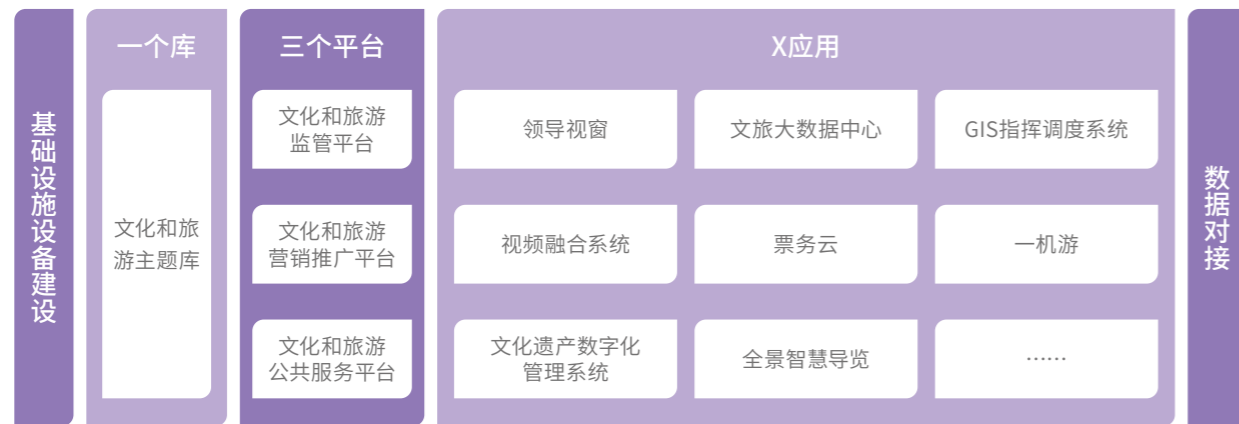 基础设施设备建设
一个库
文化和旅
游主题库
三个平台
文化和旅游
监管平台
文化和旅游
营销推广平台
文化和旅游
公共服务平台
X应用
领导视窗
文旅大数据中心
GIS指挥调度系统
视频融合系统
票务云
一机游
文化遗产数字化
管理系统
全景智慧导览
……
数据对接